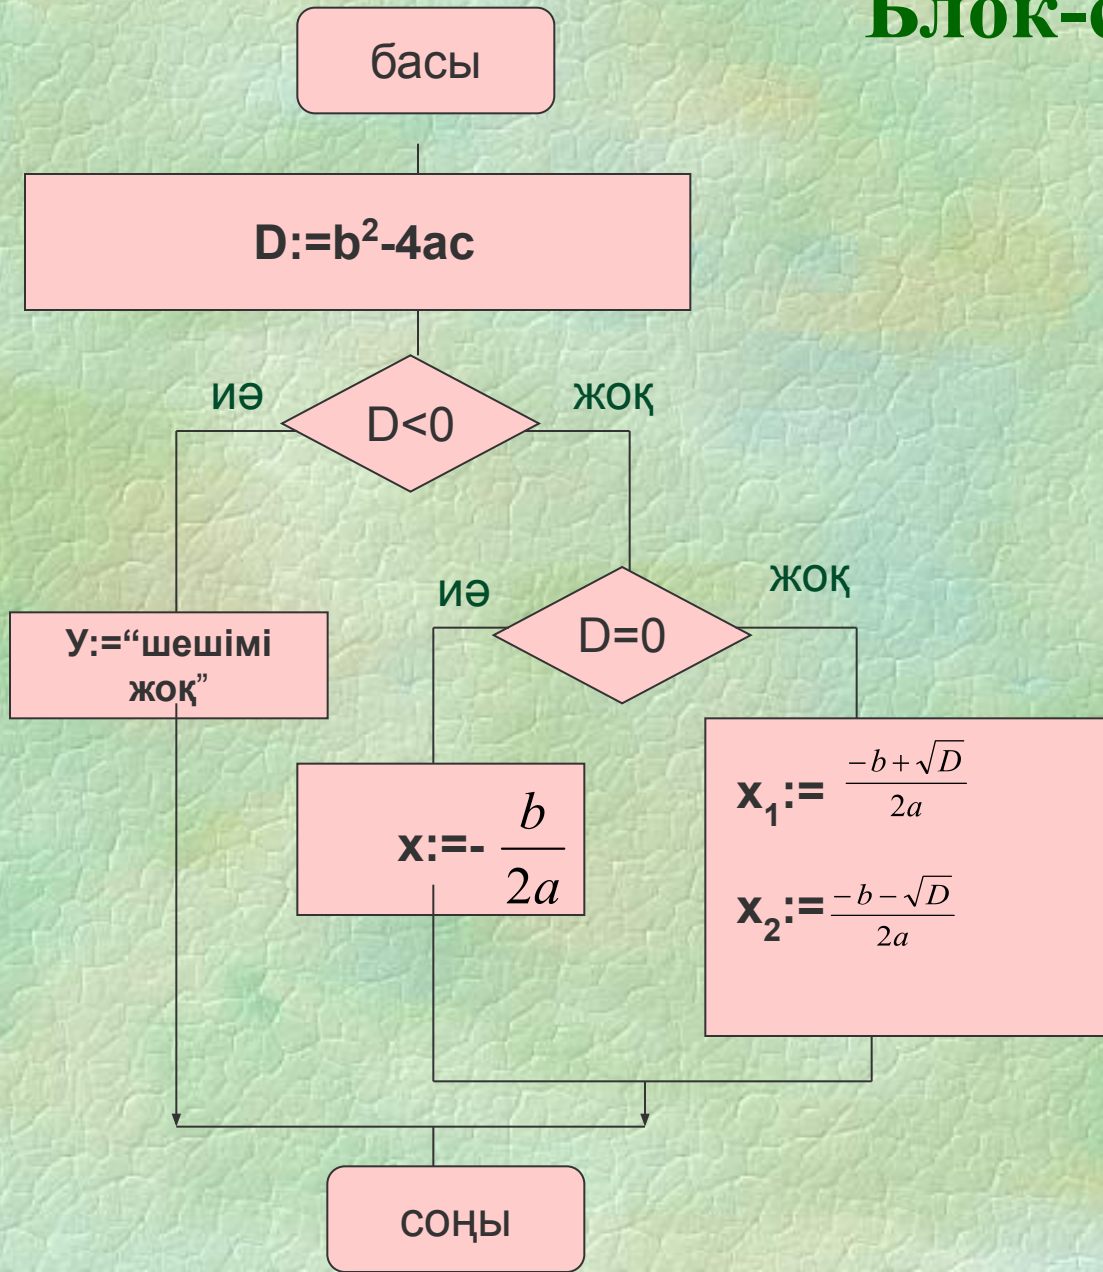 басы
D:=b²-4ac
иә
D<0
жоқ
иә
D=0
жоқ
У:=“шешімі
жоқ”
x:=- b/2a
x₁:= (-b+√D)/2a
x₂:= (-b-√D)/2a
соңы